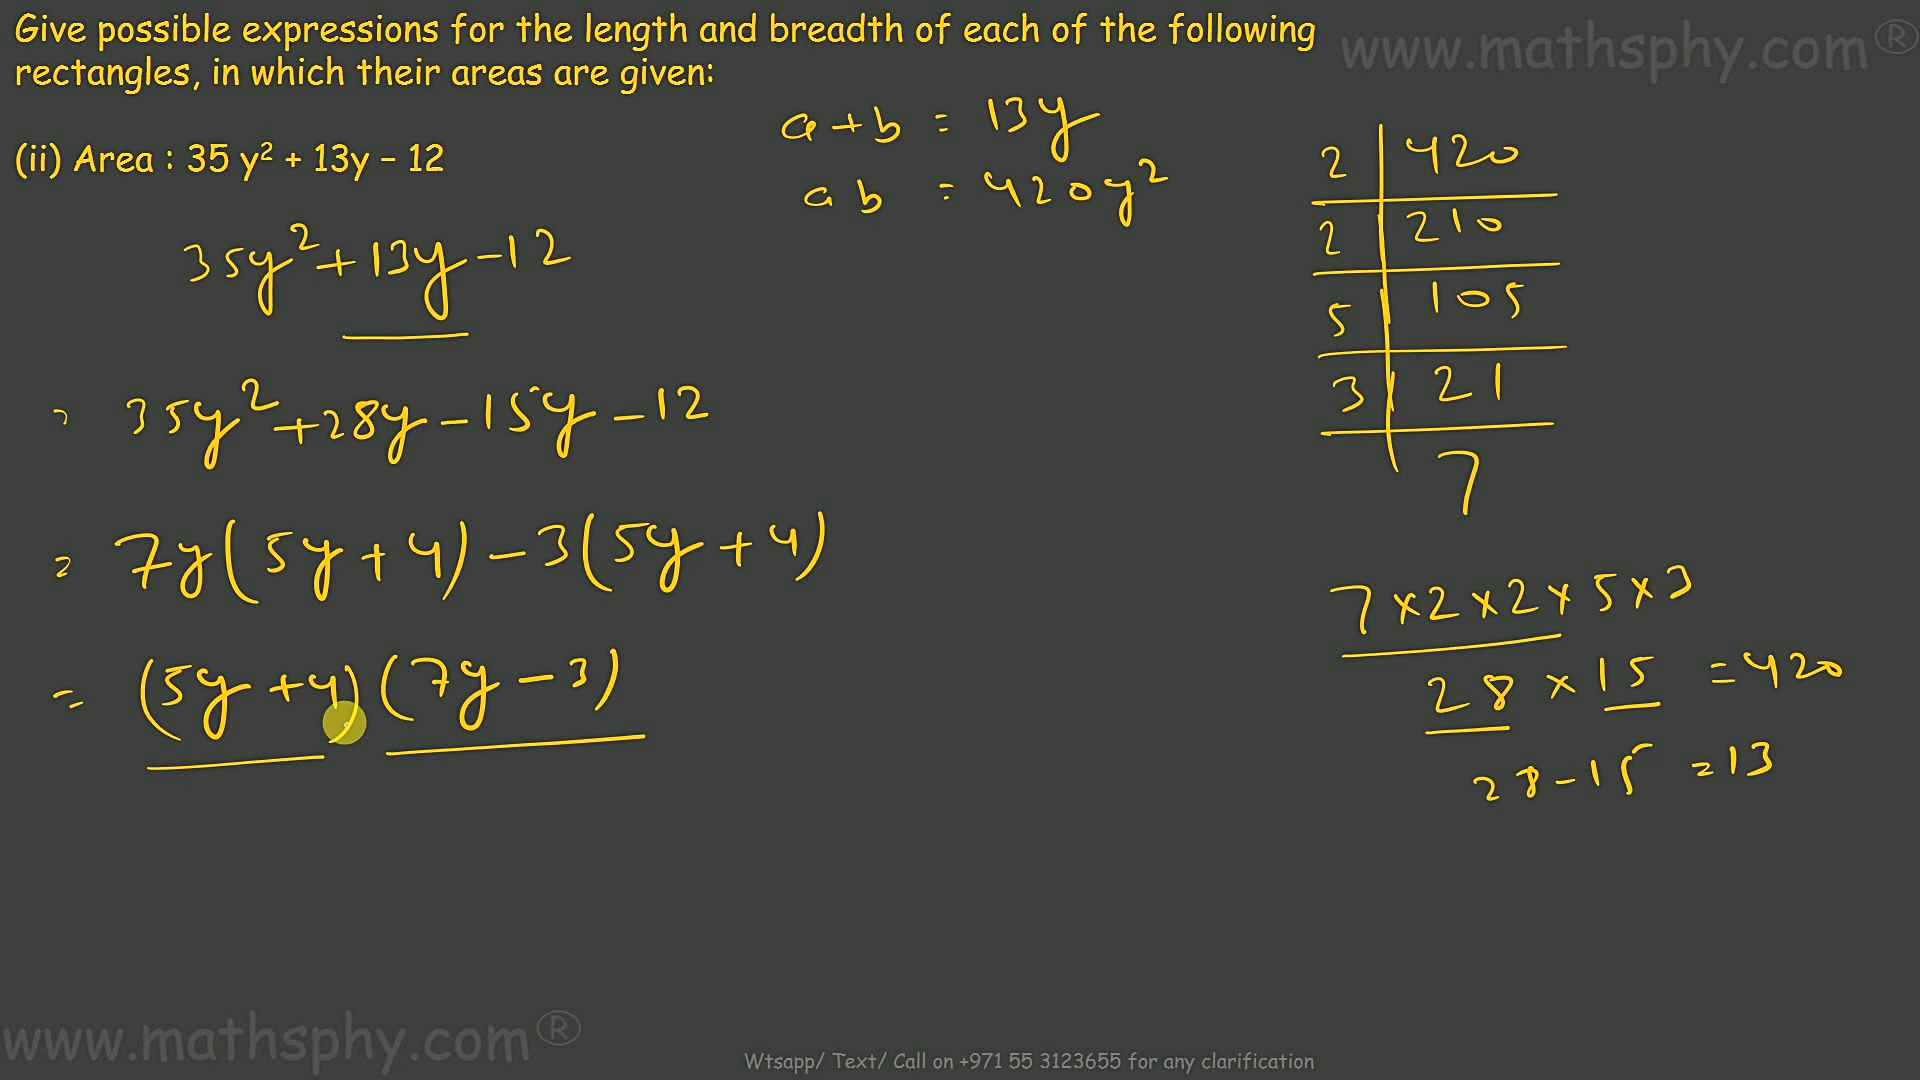 Give possible expressions for the length and breadth of each of the following
rectangles, in which their areas are given:
www.mathsphy.com®
(ii) Area : 35 y² + 13y – 12
a+b = 13y
ab = 420y²
35y²+13y-12
= 35y²+28y-15y-12
= 7y(5y+4)-3(5y+4)
= (5y+4)(7y-3)
2 | 420
2 | 210
5 | 105
3 | 21
7
7×2×2×5×3
28 × 15 = 420
28-15 = 13
www.mathsphy.com®
Wtsapp/ Text/ Call on +971 55 3123655 for any clarification